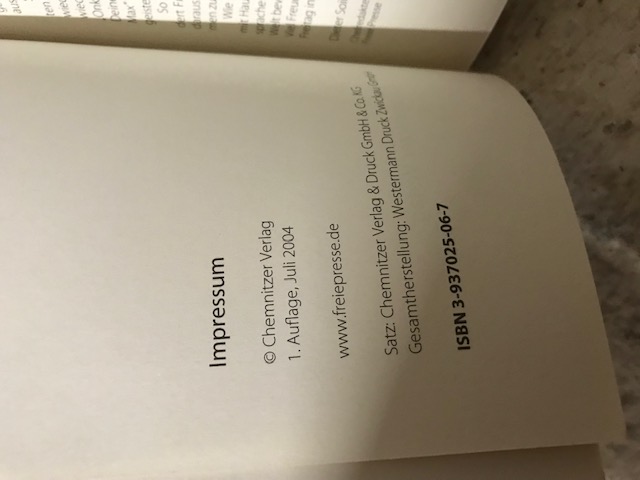 Impressum
© Chemnitzer Verlag
1. Auflage, Juli 2004
www.freiepresse.de
Satz: Chemnitzer Verlag & Druck GmbH & Co. KG
Gesamtherstellung: Westermann Druck Zwickau GmbH
ISBN 3-937025-06-7